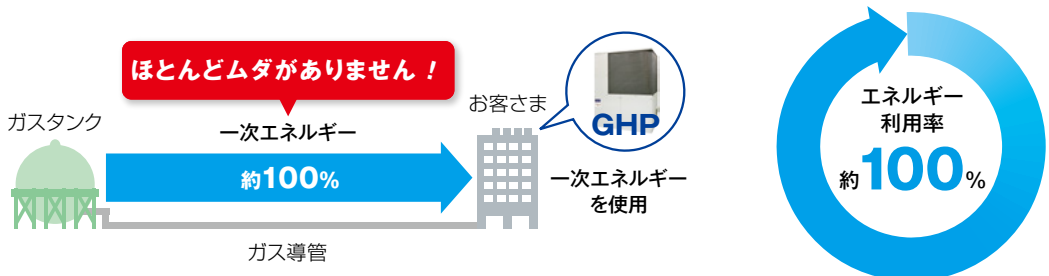 ほとんどムダがありません！
ガスタンク
一次エネルギー
約100%
お客さま
GHP
一次エネルギー
を使用
ガス導管
エネルギー
利用率
約100%